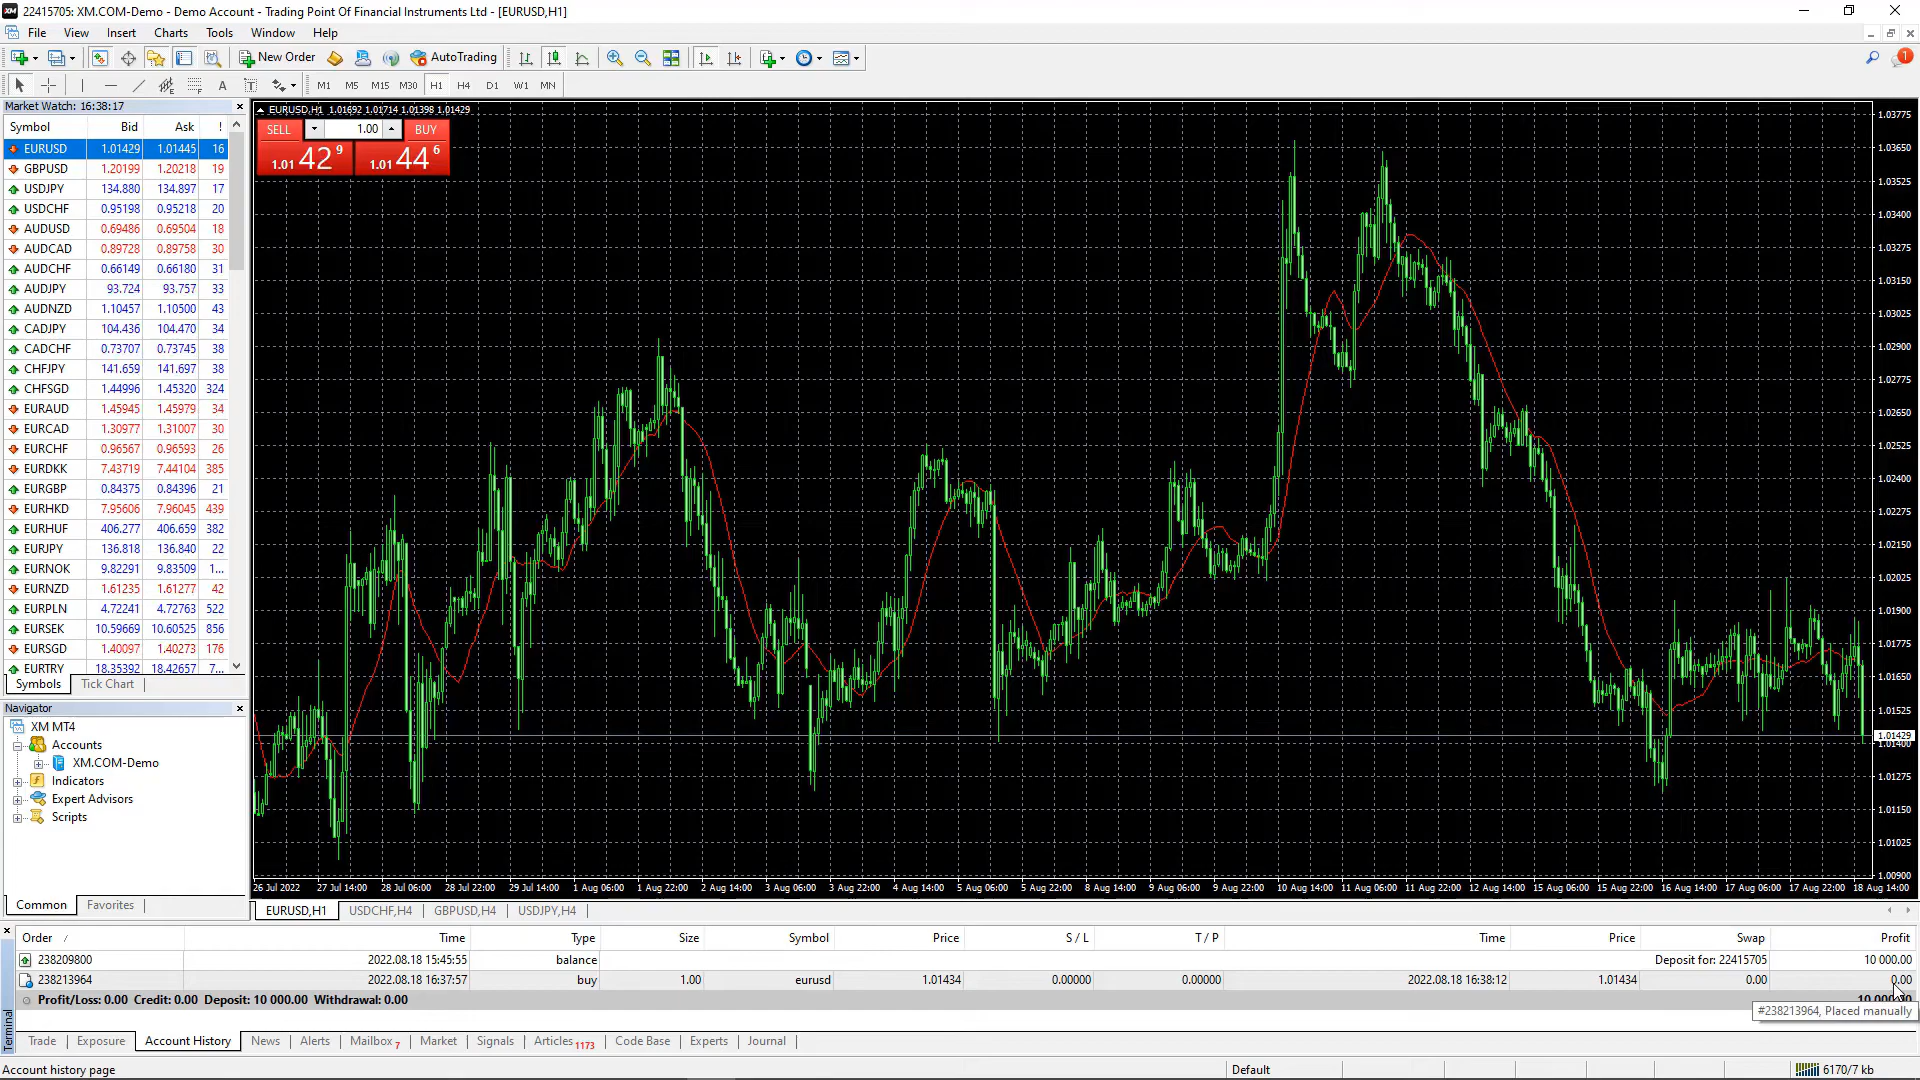 22415705: XM.COM-Demo - Demo Account - Trading Point Of Financial Instruments Ltd - [EURUSD,H1]
File View Insert Charts Tools Window Help
New Order AutoTrading 1
A T M1 M5 M15 M30 H1 H4 D1 W1 MN
Market Watch: 16:38:17
Symbol Bid Ask !
EURUSD 1.01429 1.01445 16
GBPUSD 1.20199 1.20218 19
USDJPY 134.880 134.897 17
USDCHF 0.95198 0.95218 20
AUDUSD 0.69486 0.69504 18
AUDCAD 0.89728 0.89758 30
AUDCHF 0.66149 0.66180 31
AUDJPY 93.724 93.757 33
AUDNZD 1.10457 1.10500 43
CADJPY 104.436 104.470 34
CADCHF 0.73707 0.73745 38
CHFJPY 141.659 141.697 38
CHFSGD 1.44996 1.45320 324
EURAUD 1.45945 1.45979 34
EURCAD 1.30977 1.31007 30
EURCHF 0.96567 0.96593 26
EURDKK 7.43719 7.44104 385
EURGBP 0.84375 0.84396 21
EURHKD 7.95606 7.96045 439
EURHUF 406.277 406.659 382
EURJPY 136.818 136.840 22
EURNOK 9.82291 9.83509 1...
EURNZD 1.61235 1.61277 42
EURPLN 4.72241 4.72763 522
EURSEK 10.59669 10.60525 856
EURSGD 1.40097 1.40273 176
EURTRY 18.35392 18.42657 7...
Symbols Tick Chart
Navigator
XM MT4
Accounts
XM.COM-Demo
Indicators
Expert Advisors
Scripts
Common Favorites
EURUSD,H1 1.01692 1.01714 1.01398 1.01429
SELL 1.00 BUY
1.01 42 9 1.01 44 6
1.03775
1.03650
1.03525
1.03400
1.03275
1.03150
1.03025
1.02900
1.02775
1.02650
1.02525
1.02400
1.02275
1.02150
1.02025
1.01900
1.01775
1.01650
1.01525
1.01429
1.01400
1.01275
1.01150
1.01025
1.00900
26 Jul 2022 27 Jul 14:00 28 Jul 06:00 28 Jul 22:00 29 Jul 14:00 1 Aug 06:00 1 Aug 22:00 2 Aug 14:00 3 Aug 06:00 3 Aug 22:00 4 Aug 14:00 5 Aug 06:00 5 Aug 22:00 8 Aug 14:00 9 Aug 06:00 9 Aug 22:00 10 Aug 14:00 11 Aug 06:00 11 Aug 22:00 12 Aug 14:00 15 Aug 06:00 15 Aug 22:00 16 Aug 14:00 17 Aug 06:00 17 Aug 22:00 18 Aug 14:00
EURUSD,H1 USDCHF,H4 GBPUSD,H4 USDJPY,H4
Order / Time Type Size Symbol Price S / L T / P Time Price Swap Profit
238209800 2022.08.18 15:45:55 balance Deposit for: 22415705 10 000.00
238213964 2022.08.18 16:37:57 buy 1.00 eurusd 1.01434 0.00000 0.00000 2022.08.18 16:38:12 1.01434 0.00 0.00
Profit/Loss: 0.00 Credit: 0.00 Deposit: 10 000.00 Withdrawal: 0.00
#238213964, Placed manually
Terminal
Trade Exposure Account History News Alerts Mailbox 7 Market Signals Articles 1173 Code Base Experts Journal
Account history page Default 6170/7 kb